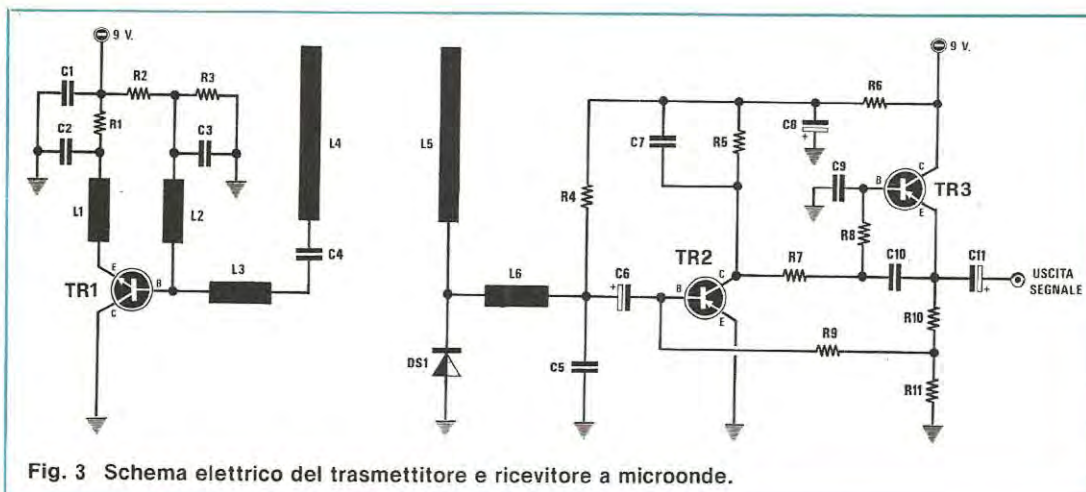 9 V.
C1
R2
R3
R1
C2
C3
L1
L2
L4
C4
L3
E
B
C
TR1
L5
L6
DS1
C5
R4
C6
+
C7
R5
C8
+
R6
9 V.
TR2
B
C
E
C9
R8
B
C
E
TR3
R7
C10
C11
+
USCITA
SEGNALE
R9
R10
R11
Fig. 3 Schema elettrico del trasmettitore e ricevitore a microonde.